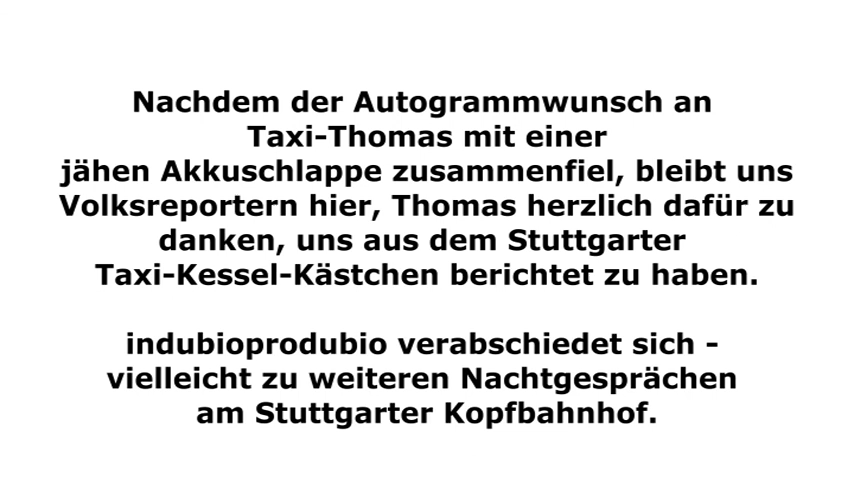 Nachdem der Autogrammwunsch an
Taxi-Thomas mit einer
jähen Akkuschlappe zusammenfiel, bleibt uns
Volksreportern hier, Thomas herzlich dafür zu
danken, uns aus dem Stuttgarter
Taxi-Kessel-Kästchen berichtet zu haben.
indubioprodubio verabschiedet sich -
vielleicht zu weiteren Nachtgesprächen
am Stuttgarter Kopfbahnhof.